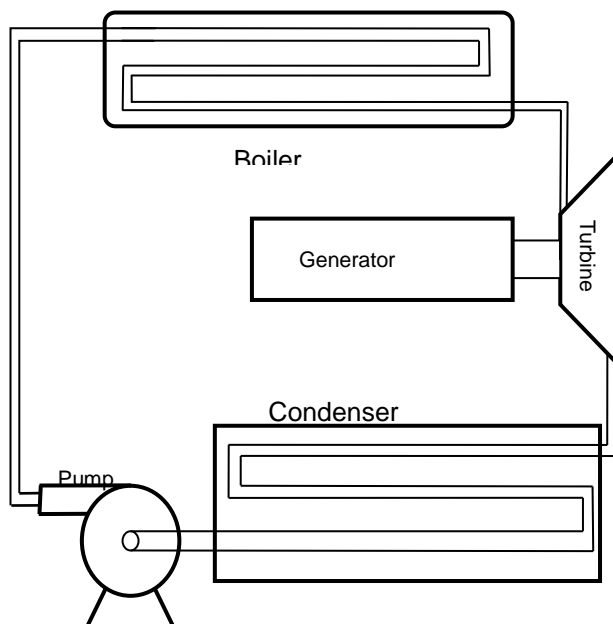 Boiler
Generator
Turbine
Condenser
Pump